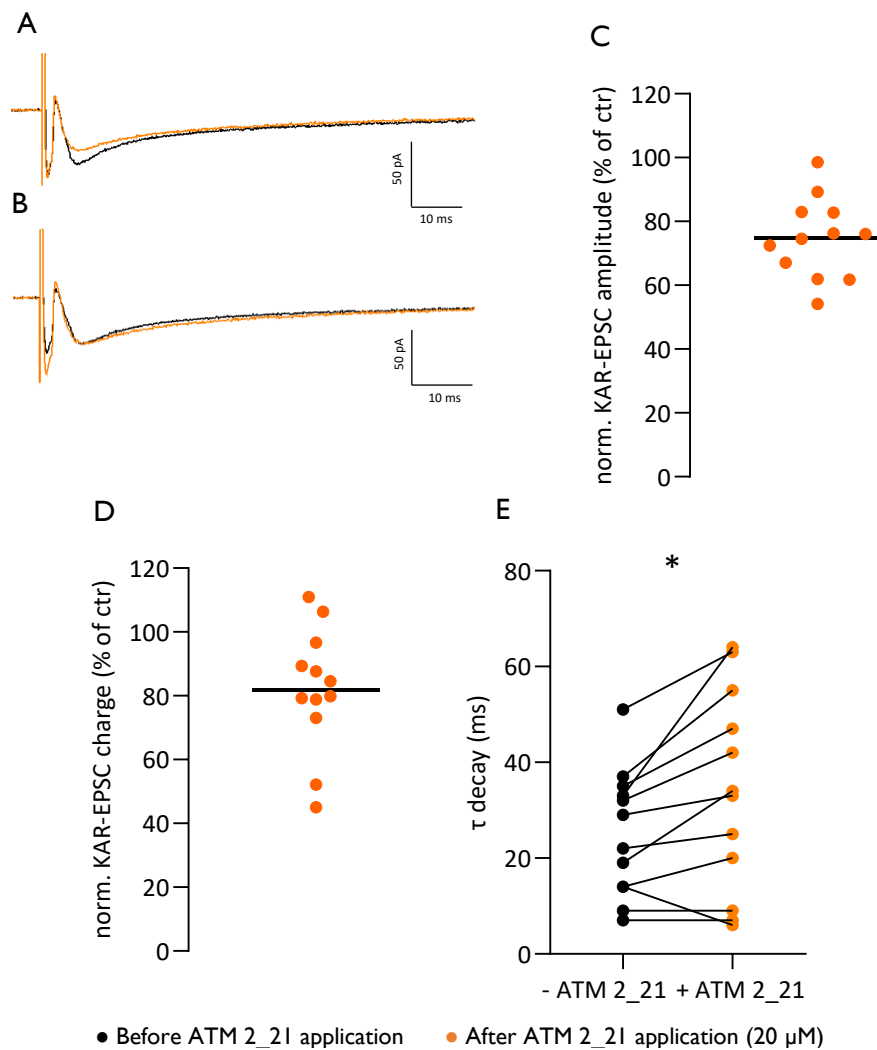 A
50 pA
10 ms
B
50 pA
10 ms
C
norm. KAR-EPSC amplitude (% of ctr)
120
100
80
60
40
20
0
D
norm. KAR-EPSC charge (% of ctr)
120
100
80
60
40
20
0
E
*
τ decay (ms)
80
60
40
20
0
- ATM 2_21 + ATM 2_21
Before ATM 2_21 application
After ATM 2_21 application (20 μM)